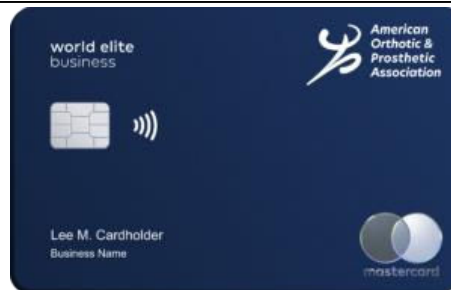 world elite
business
American
Orthotic &
Prosthetic
Association
Lee M. Cardholder
Business Name
mastercard